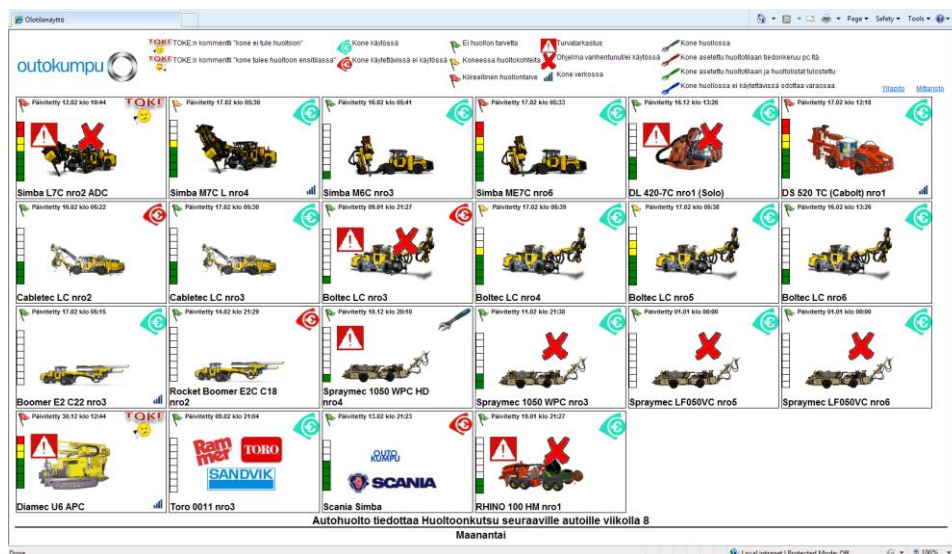 Olotilanäyttö
Page
Safety
Tools
outokumpu
TOKE TOKE:n kommentti "kone ei tule huoltoon"
TOKE TOKE:n kommentti "kone tulee huoltoon ensitilassa"
Kone käytössä
Kone käytettävissä ei käytössä
Ei huollon tarvetta
Koneessa huoltokohteita
Kiireellinen huollontarve
Turvatarkastus
Ohjelma vanhentunut/ei käytössä
Kone verkossa
Kone huollossa
Kone asetettu huoltotilaan tiedonkeruu pc.ltä
Kone asetettu huoltotilaan ja huoltolistat tulostettu
Kone huollossa ei käytettävissä odottaa varaosaa
Ylläpito Mittaristo
Päivitetty 12.02 klo 10:44
TOKE
Simba L7C nro2 ADC
Päivitetty 17.02 klo 05:30
Simba M7C L nro4
Päivitetty 16.02 klo 05:41
Simba M6C nro3
Päivitetty 17.02 klo 05:33
Simba ME7C nro6
Päivitetty 16.12 klo 13:26
DL 420-7C nro1 (Solo)
Päivitetty 17.02 klo 12:18
DS 520 TC (Cabolt) nro1
Päivitetty 16.02 klo 05:22
Cabletec LC nro2
Päivitetty 17.02 klo 05:30
Cabletec LC nro3
Päivitetty 09.01 klo 21:27
Boltec LC nro3
Päivitetty 17.02 klo 05:39
Boltec LC nro4
Päivitetty 17.02 klo 05:38
Boltec LC nro5
Päivitetty 16.02 klo 13:26
Boltec LC nro6
Päivitetty 17.02 klo 05:15
Boomer E2 C22 nro3
Päivitetty 14.02 klo 21:29
Rocket Boomer E2C C18
nro2
Päivitetty 10.12 klo 20:10
Spraymec 1050 WPC HD
nro4
Päivitetty 11.02 klo 21:38
Spraymec 1050 WPC nro3
Päivitetty 01.01 klo 00:00
Spraymec LF050VC nro5
Päivitetty 01.01 klo 00:00
Spraymec LF050VC nro6
Päivitetty 30.12 klo 12:44
TOKE
Diamec U6 APC
Päivitetty 09.02 klo 21:04
Rammer
TORO
SANDVIK
Toro 0011 nro3
Päivitetty 13.02 klo 21:23
OUTO
KUMPU
SCANIA
Scania Simba
Päivitetty 19.01 klo 21:27
RHINO 100 HM nro1
Autohuolto tiedottaa Huoltoonkutsu seuraaville autoille viikolla 8
Maanantai
Done
Local intranet | Protected Mode: Off
100%